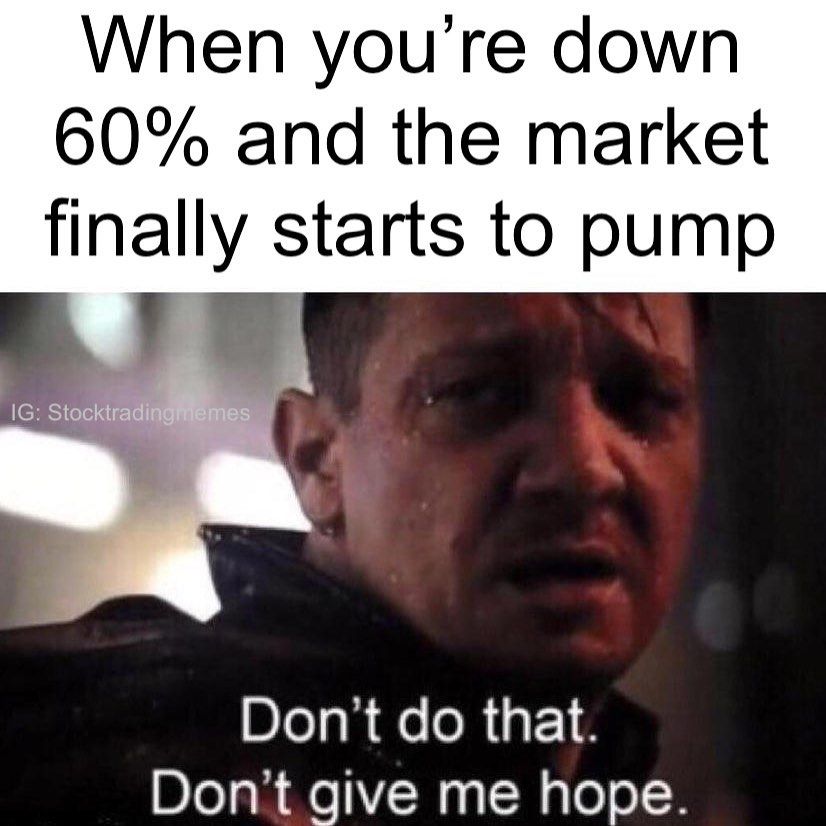 When you’re down
60% and the market
finally starts to pump
IG: Stocktradingmemes
Don’t do that.
Don’t give me hope.